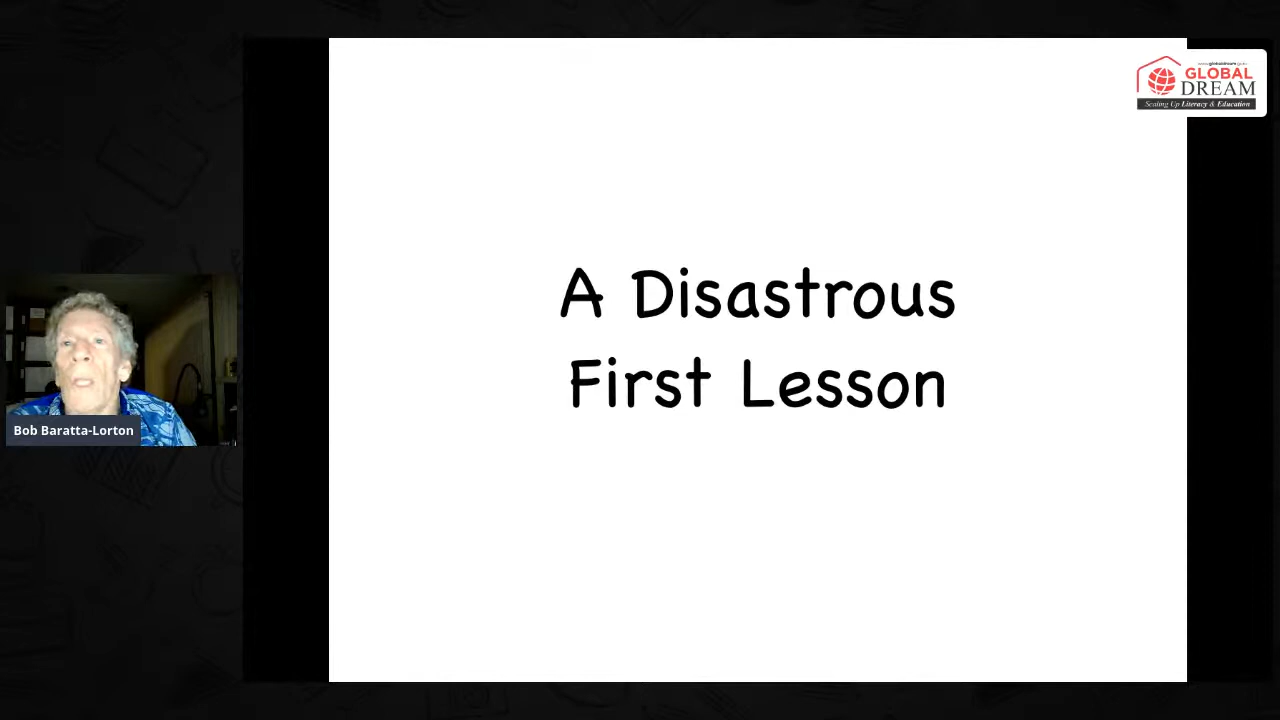 GLOBAL
DREAM
Scaling Up Literacy & Education
A Disastrous
First Lesson
Bob Baratta-Lorton